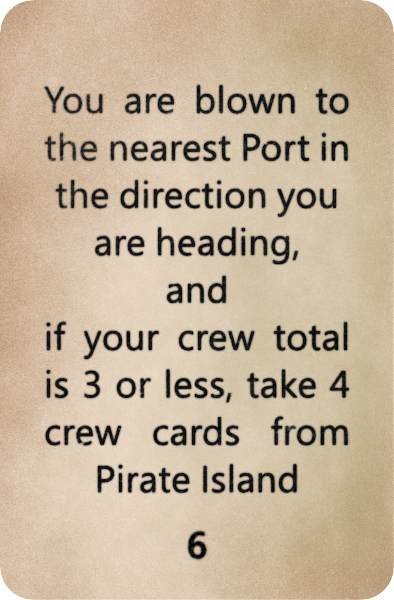 You are blown to
the nearest Port in
the direction you
are heading,
and
if your crew total
is 3 or less, take 4
crew cards from
Pirate Island
6